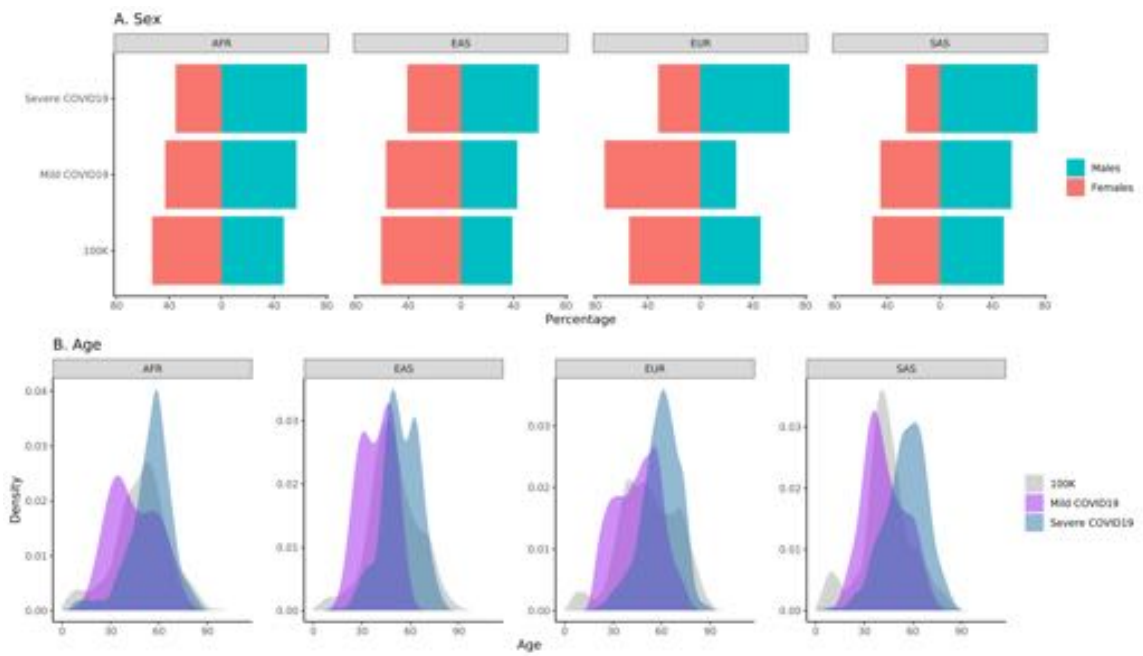 A. Sex
AFR EAS EUR SAS
Severe COVID19
Mild COVID19
100K
80 40 0 40 80 80 40 0 40 80 80 40 0 40 80 80 40 0 40 80
Percentage
Males
Females
B. Age
AFR EAS EUR SAS
0.04
0.03
0.02
0.01
0.00
0.03
0.02
0.01
0.00
0.03
0.02
0.01
0.00
0.03
0.02
0.01
0.00
Density
0 30 60 90 0 30 60 90 0 30 60 90 0 30 60 90
Age
100K
Mild COVID19
Severe COVID19